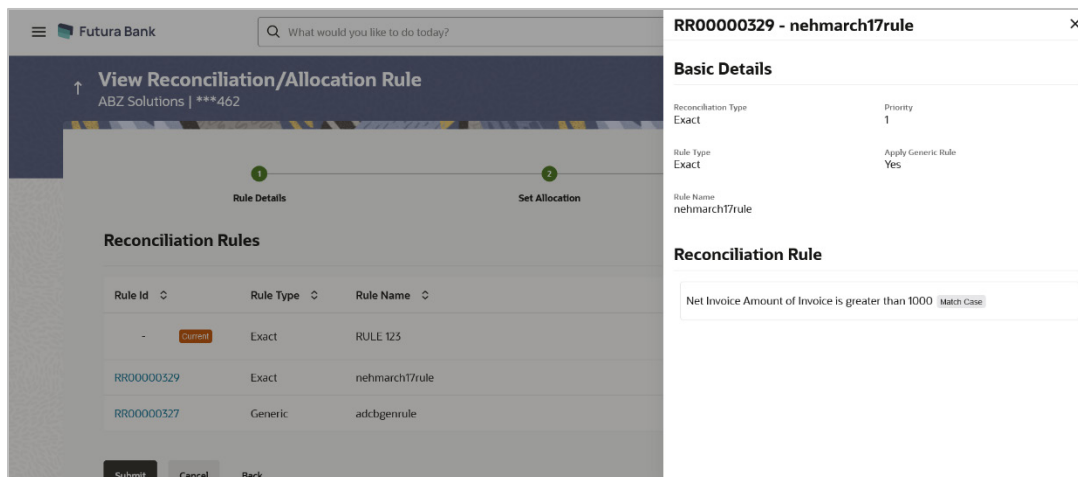 Futura Bank
What would you like to do today?
View Reconciliation/Allocation Rule
ABZ Solutions | ***462
1
2
Rule Details
Set Allocation
Reconciliation Rules
Rule Id Rule Type Rule Name
- Current Exact RULE 123
RR00000329 Exact nehmarch17rule
RR00000327 Generic adcbgenrule
Submit Cancel Back
RR00000329 - nehmarch17rule
Basic Details
Reconciliation Type Priority
Exact 1
Rule Type Apply Generic Rule
Exact Yes
Rule Name
nehmarch17rule
Reconciliation Rule
Net Invoice Amount of Invoice is greater than 1000 Match Case